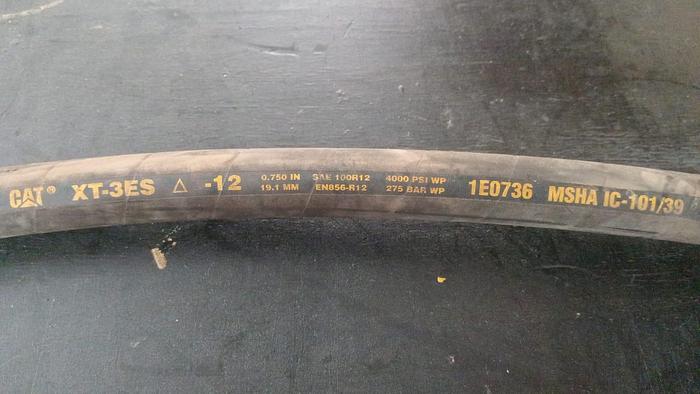 CAT® XT-3ES △ -12 0.750 IN SAE 100R12 4000 PSI WP 1E0736 MSHA IC-101/39
19.1 MM EN856-R12 275 BAR WP